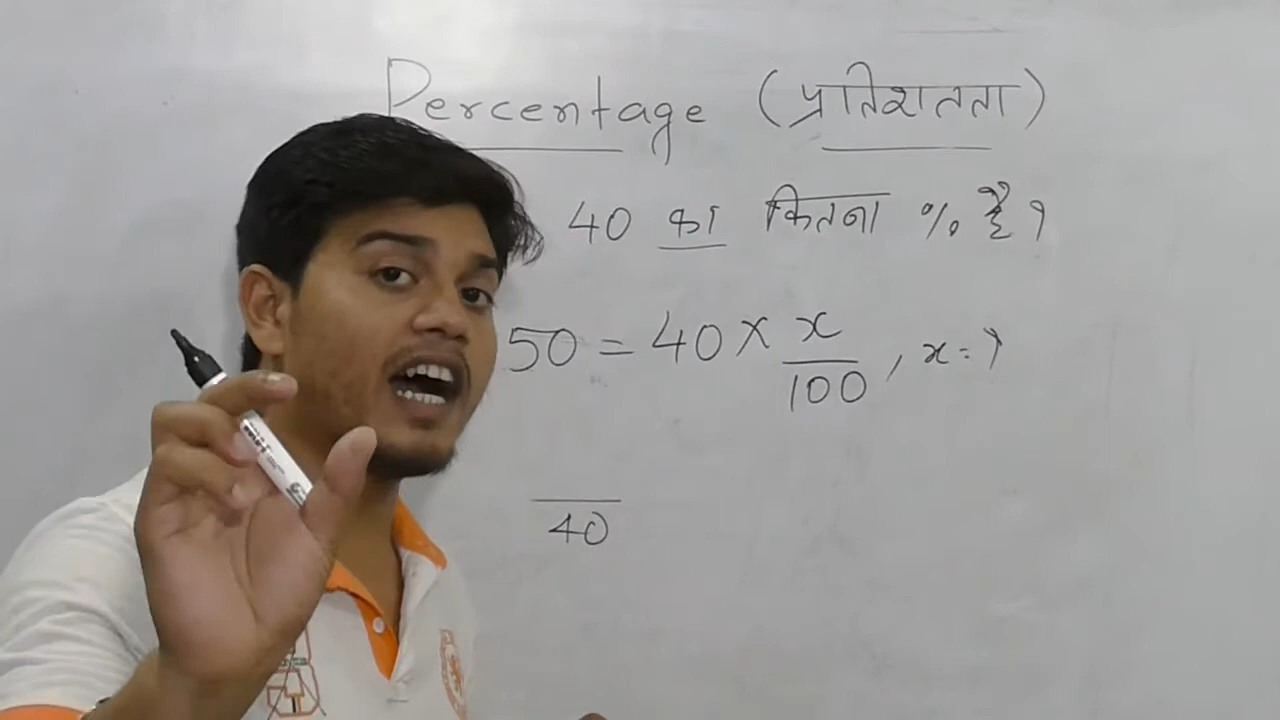 Percentage (प्रतिशतता)
40 का कितना % है ?
50 = 40 × x/100 , x = ?
40